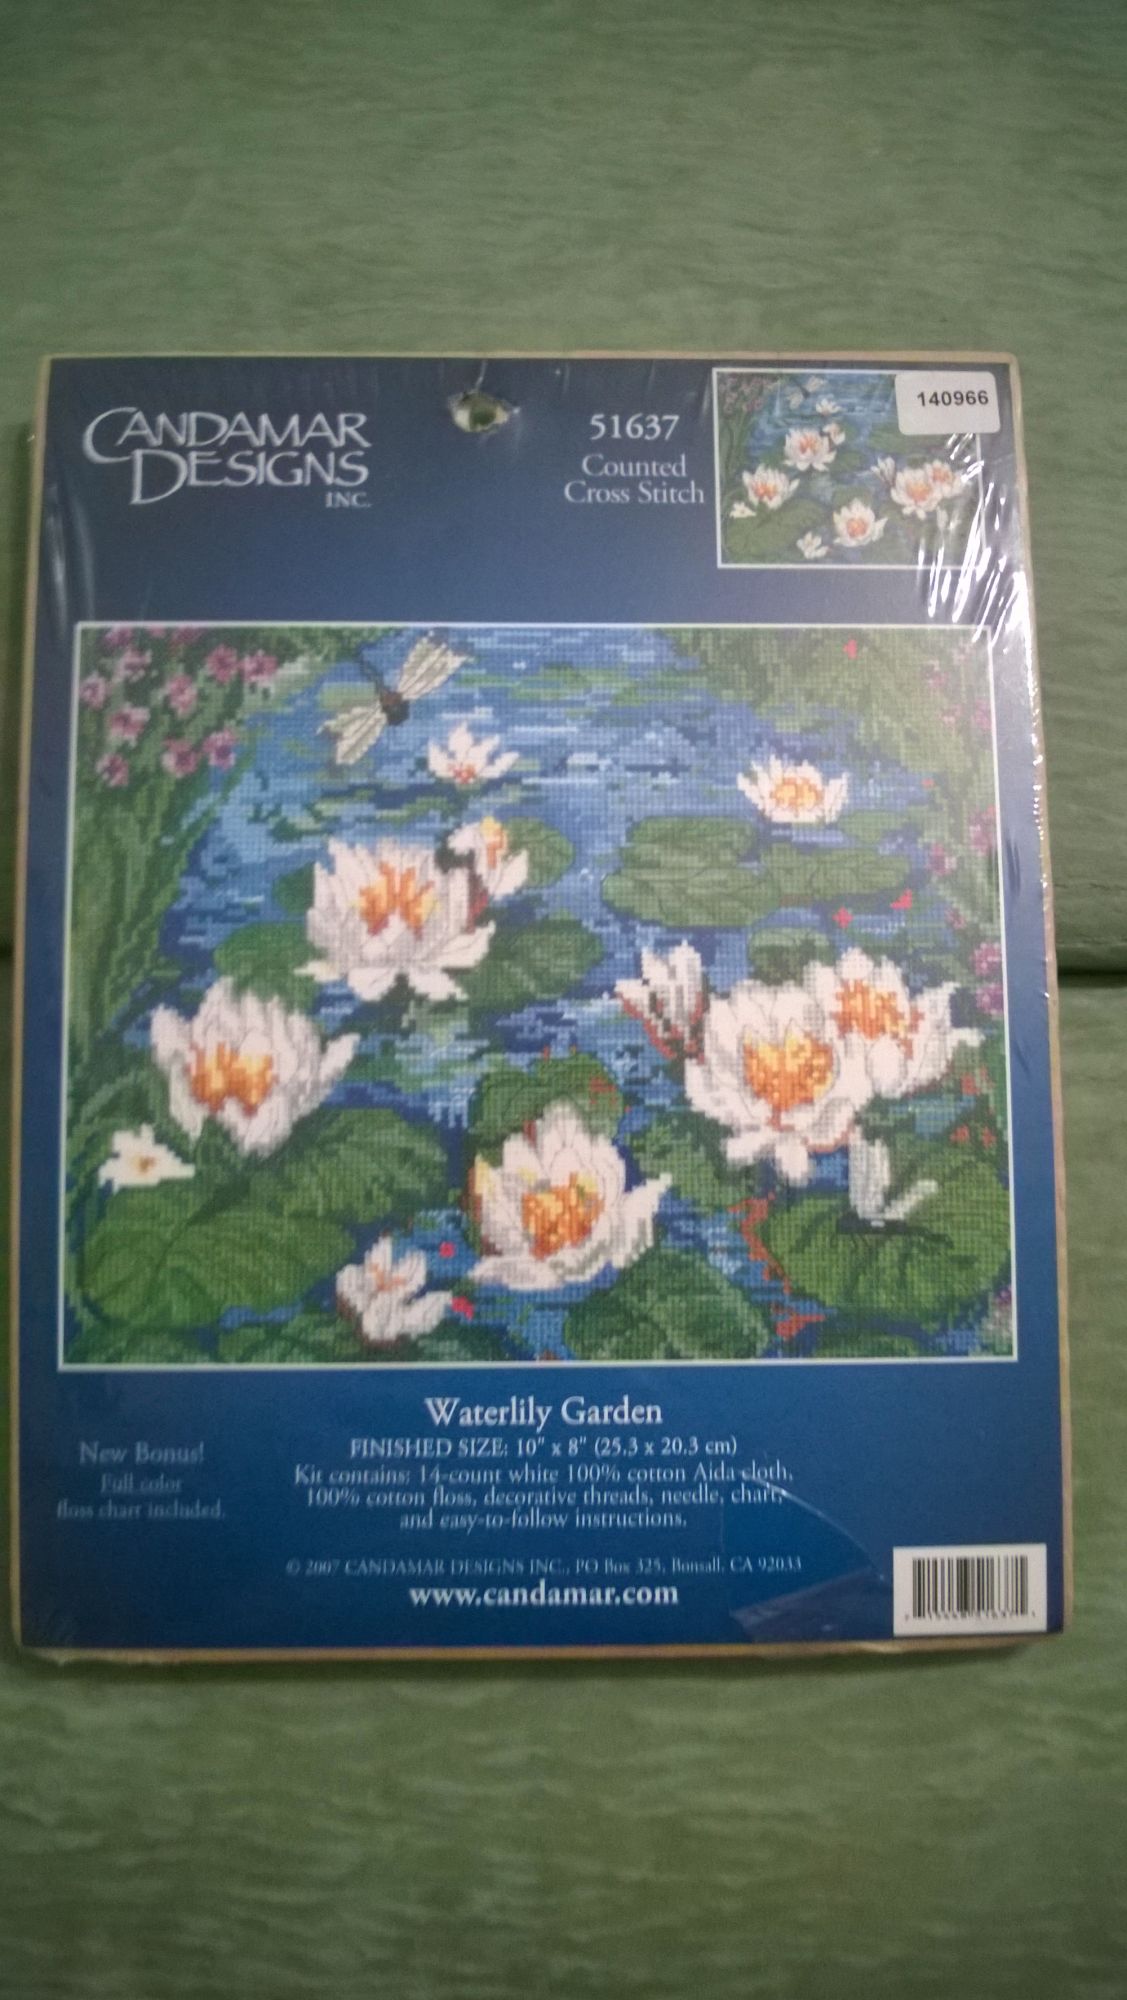 CANDAMAR
DESIGNS
INC.
51637
Counted
Cross Stitch
140966
Waterlily Garden
FINISHED SIZE: 10" x 8" (25.3 x 20.3 cm)
Kit contains: 14-count white 100% cotton Aida cloth,
100% cotton floss, decorative threads, needle, chart,
and easy-to-follow instructions.
New Bonus!
Full color
floss chart included.
© 2007 CANDAMAR DESIGNS INC., PO Box 325, Bonsall, CA 92033
www.candamar.com